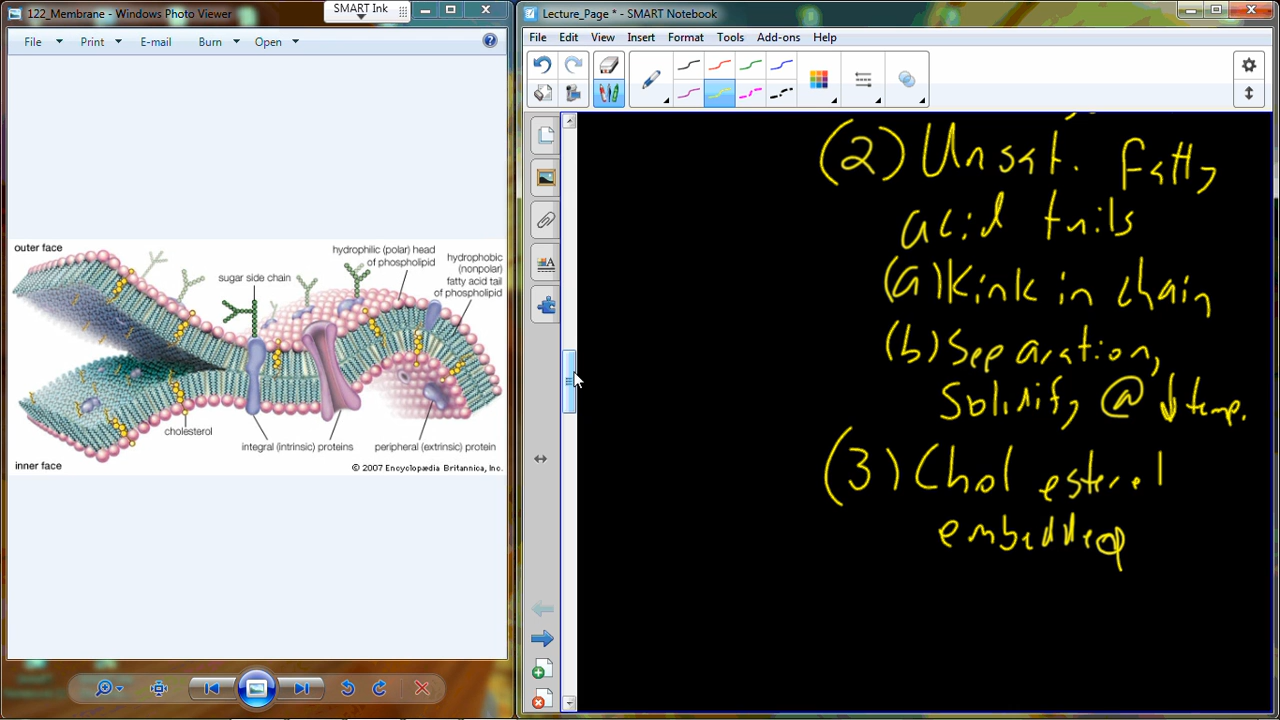 122_Membrane - Windows Photo Viewer
SMART Ink
File Print E-mail Burn Open
outer face
hydrophilic (polar) head
of phospholipid
hydrophobic
(nonpolar)
fatty acid tail
of phospholipid
sugar side chain
cholesterol
integral (intrinsic) proteins
peripheral (extrinsic) protein
inner face
© 2007 Encyclopædia Britannica, Inc.
Lecture_Page * - SMART Notebook
File Edit View Insert Format Tools Add-ons Help
(2) Unsat. Fatty
acid tails
(a) Kink in chain
(b) Separation,
Solidify @ ↓ temp.
(3) Cholesterol
embedded